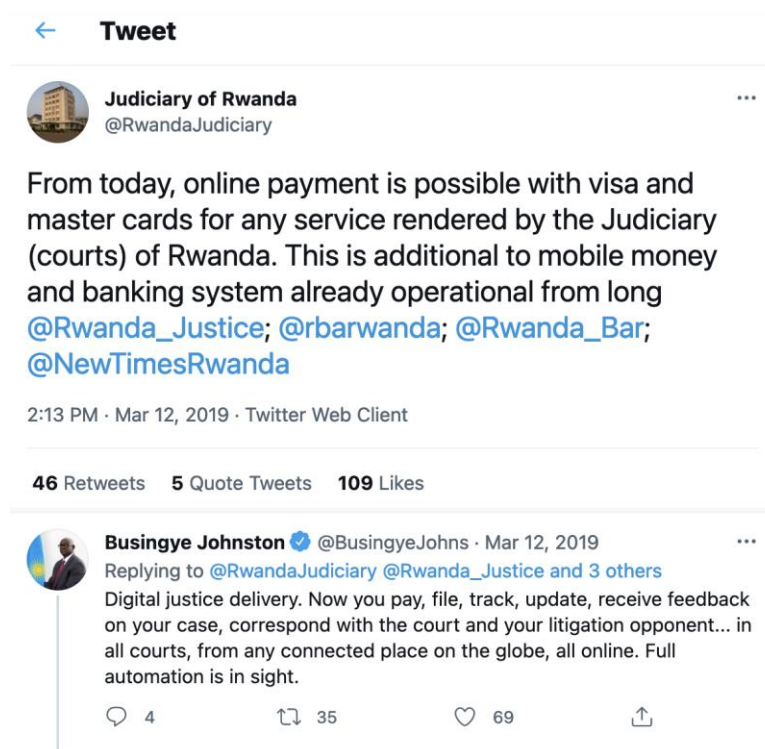 Tweet
Judiciary of Rwanda
@RwandaJudiciary
From today, online payment is possible with visa and
master cards for any service rendered by the Judiciary
(courts) of Rwanda. This is additional to mobile money
and banking system already operational from long
@Rwanda_Justice; @rbarwanda; @Rwanda_Bar;
@NewTimesRwanda
2:13 PM · Mar 12, 2019 · Twitter Web Client
46 Retweets 5 Quote Tweets 109 Likes
Busingye Johnston @BusingyeJohns · Mar 12, 2019
Replying to @RwandaJudiciary @Rwanda_Justice and 3 others
Digital justice delivery. Now you pay, file, track, update, receive feedback
on your case, correspond with the court and your litigation opponent... in
all courts, from any connected place on the globe, all online. Full
automation is in sight.
4 35 69